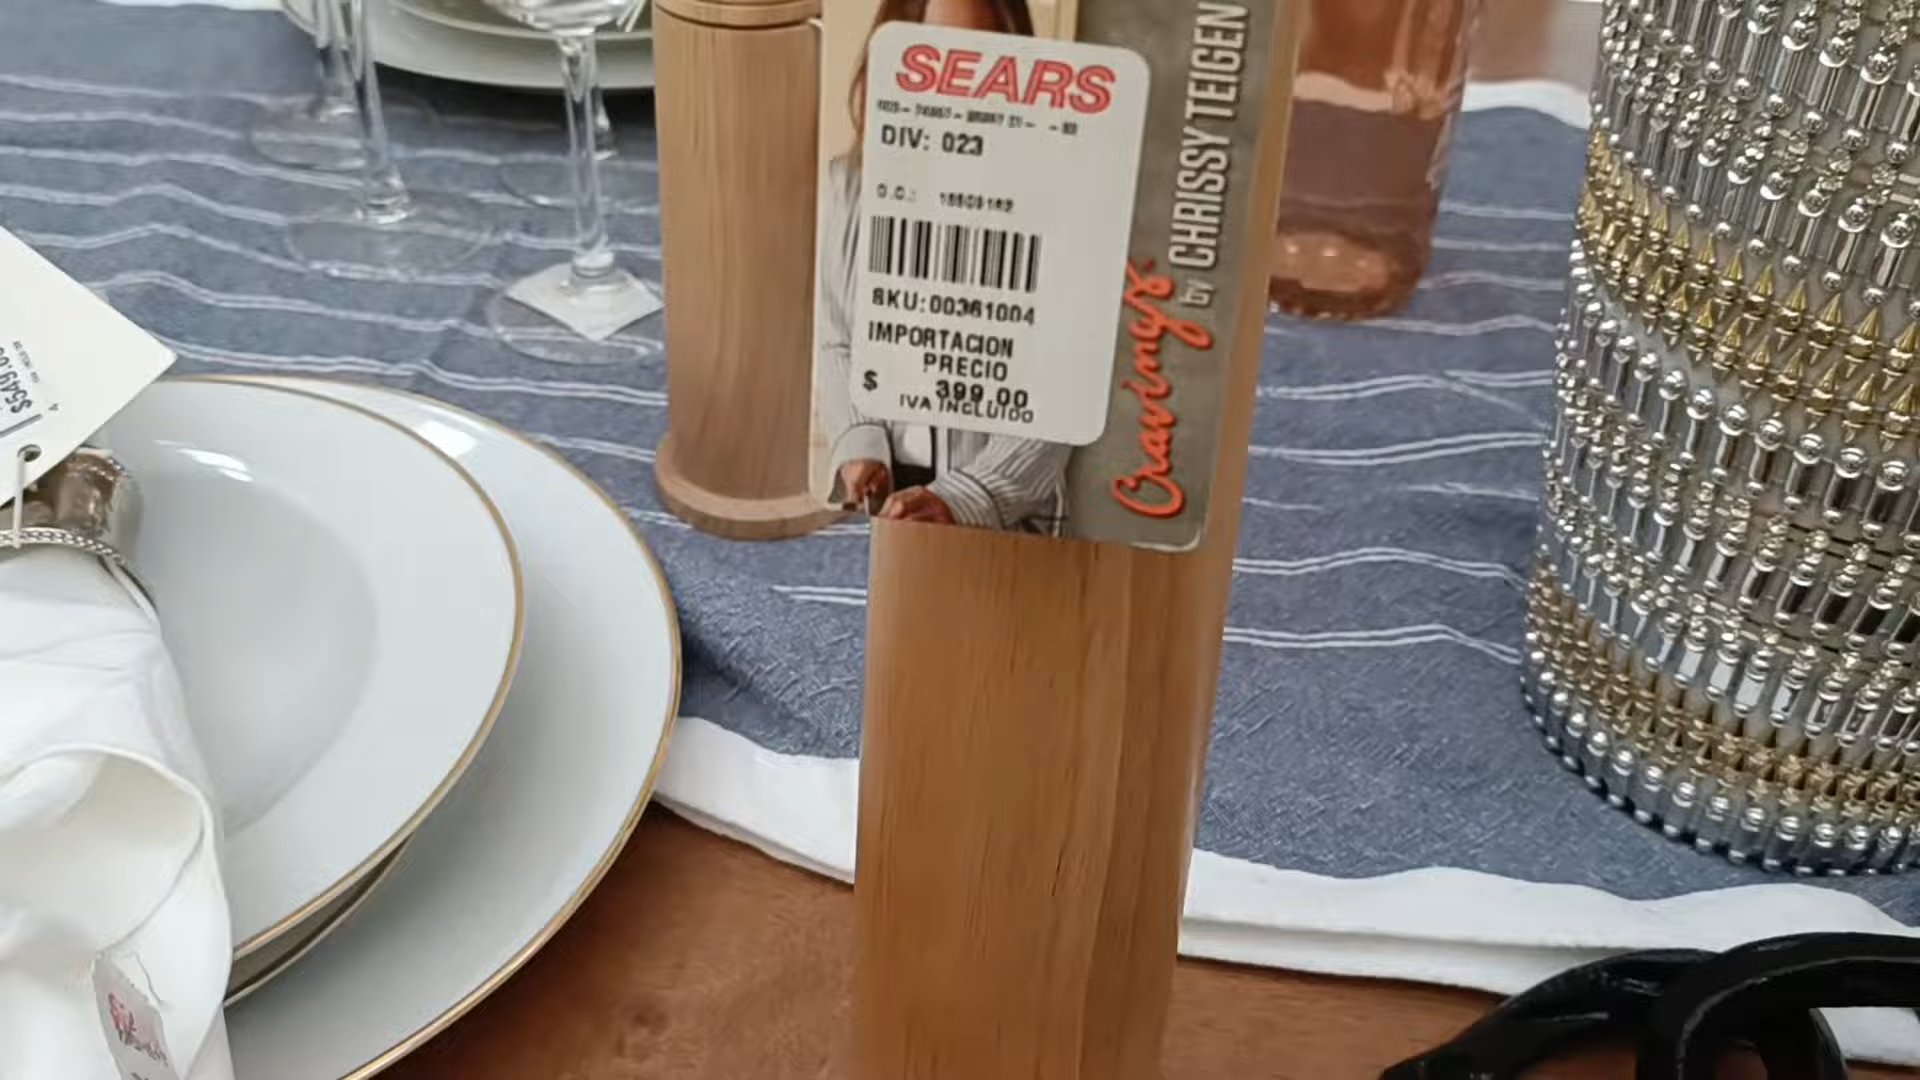 SEARS
DIV: 023
SKU:00361004
IMPORTACION
PRECIO
$ 399.00
IVA INCLUIDO
Cravings by CHRISSY TEIGEN